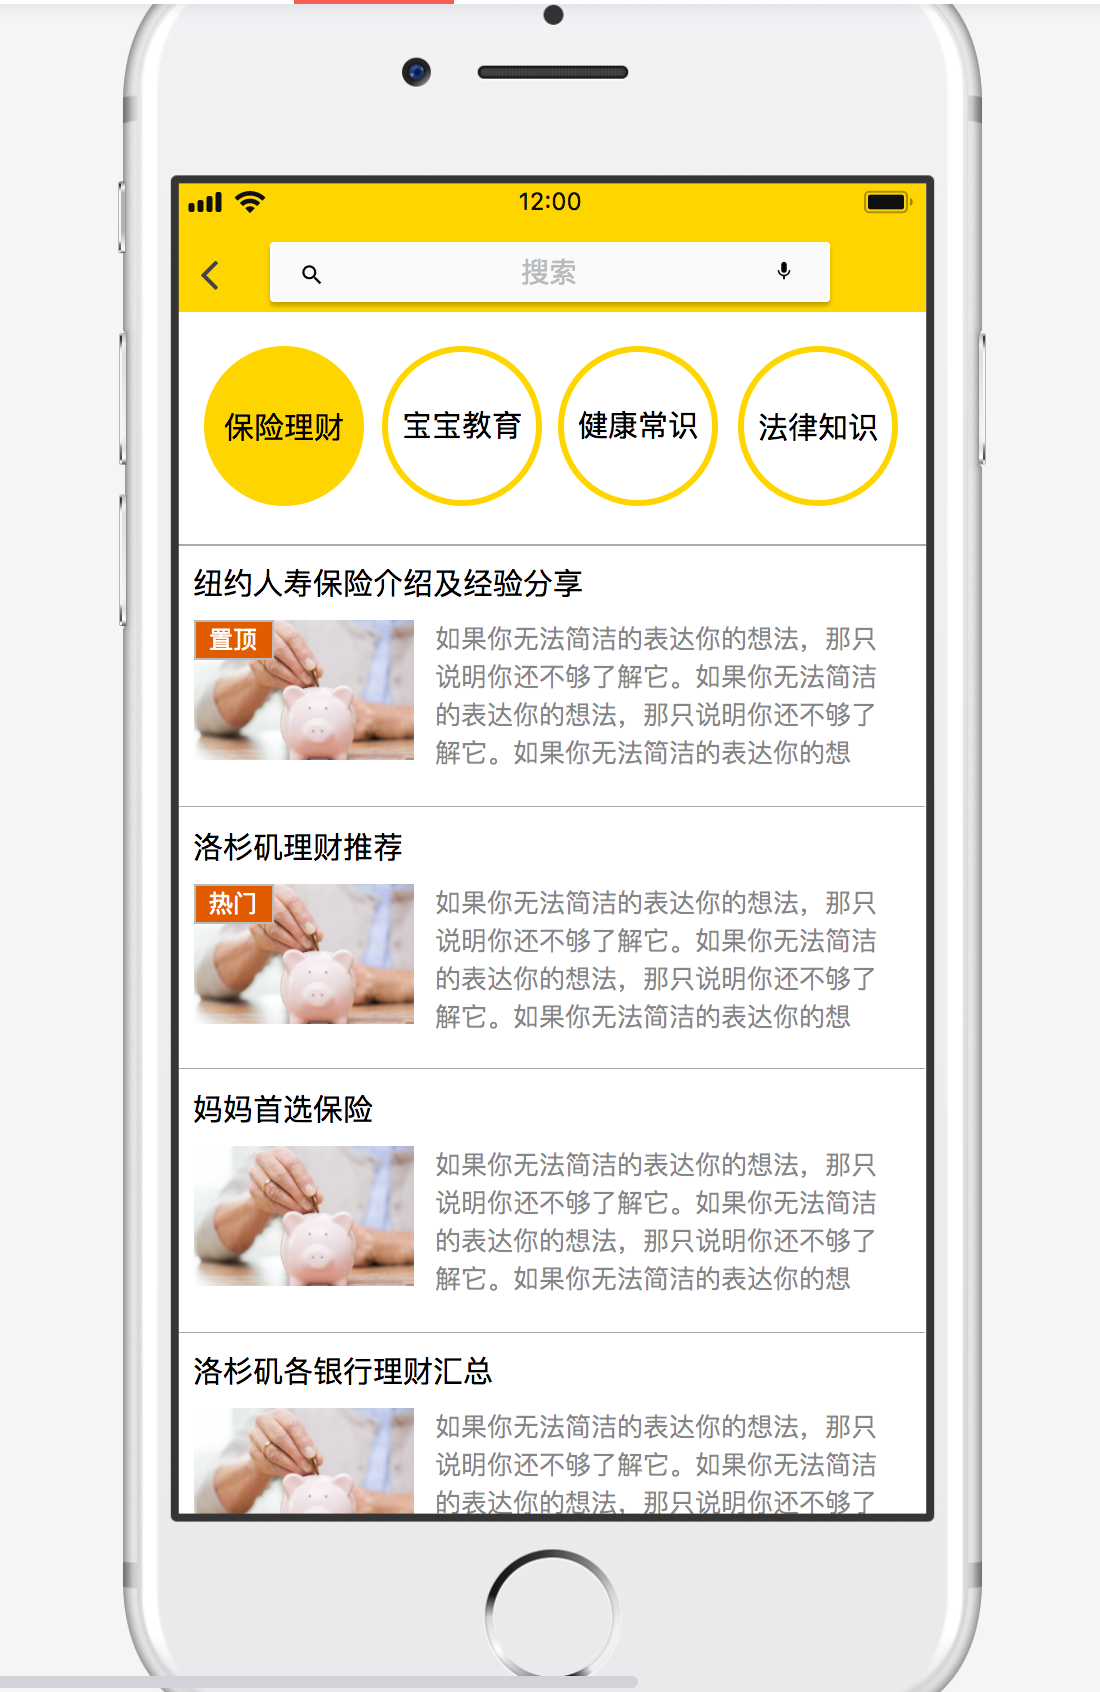 12:00
搜索
保险理财
宝宝教育
健康常识
法律知识
纽约人寿保险介绍及经验分享
置顶
如果你无法简洁的表达你的想法，那只
说明你还不够了解它。如果你无法简洁
的表达你的想法，那只说明你还不够了
解它。如果你无法简洁的表达你的想
洛杉矶理财推荐
热门
如果你无法简洁的表达你的想法，那只
说明你还不够了解它。如果你无法简洁
的表达你的想法，那只说明你还不够了
解它。如果你无法简洁的表达你的想
妈妈首选保险
如果你无法简洁的表达你的想法，那只
说明你还不够了解它。如果你无法简洁
的表达你的想法，那只说明你还不够了
解它。如果你无法简洁的表达你的想
洛杉矶各银行理财汇总
如果你无法简洁的表达你的想法，那只
说明你还不够了解它。如果你无法简洁
的表达你的想法，那只说明你还不够了